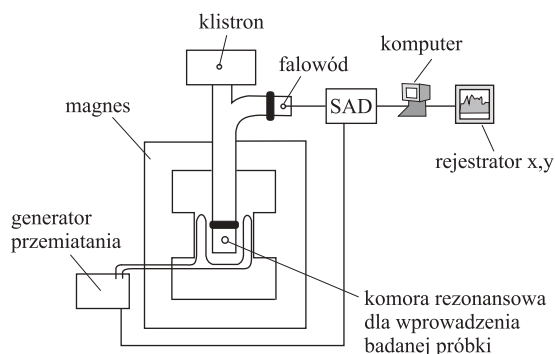 klistron
falowód
komputer
magnes
SAD
rejestrator x,y
generator
przemiatania
komora rezonansowa
dla wprowadzenia
badanej próbki